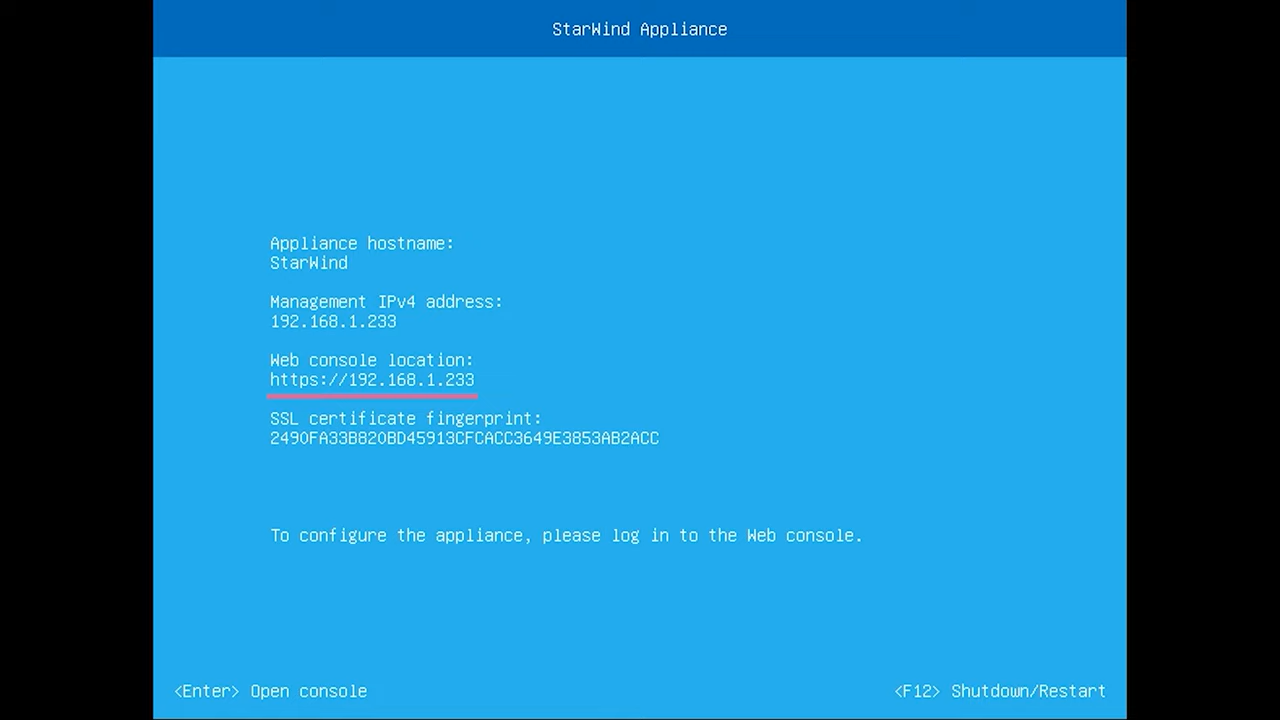 StarWind Appliance
Appliance hostname:
StarWind
Management IPv4 address:
192.168.1.233
Web console location:
https://192.168.1.233
SSL certificate fingerprint:
2490FA33B820BD45913CFCACC3649E3853AB2ACC
To configure the appliance, please log in to the Web console.
<Enter> Open console
<F12> Shutdown/Restart